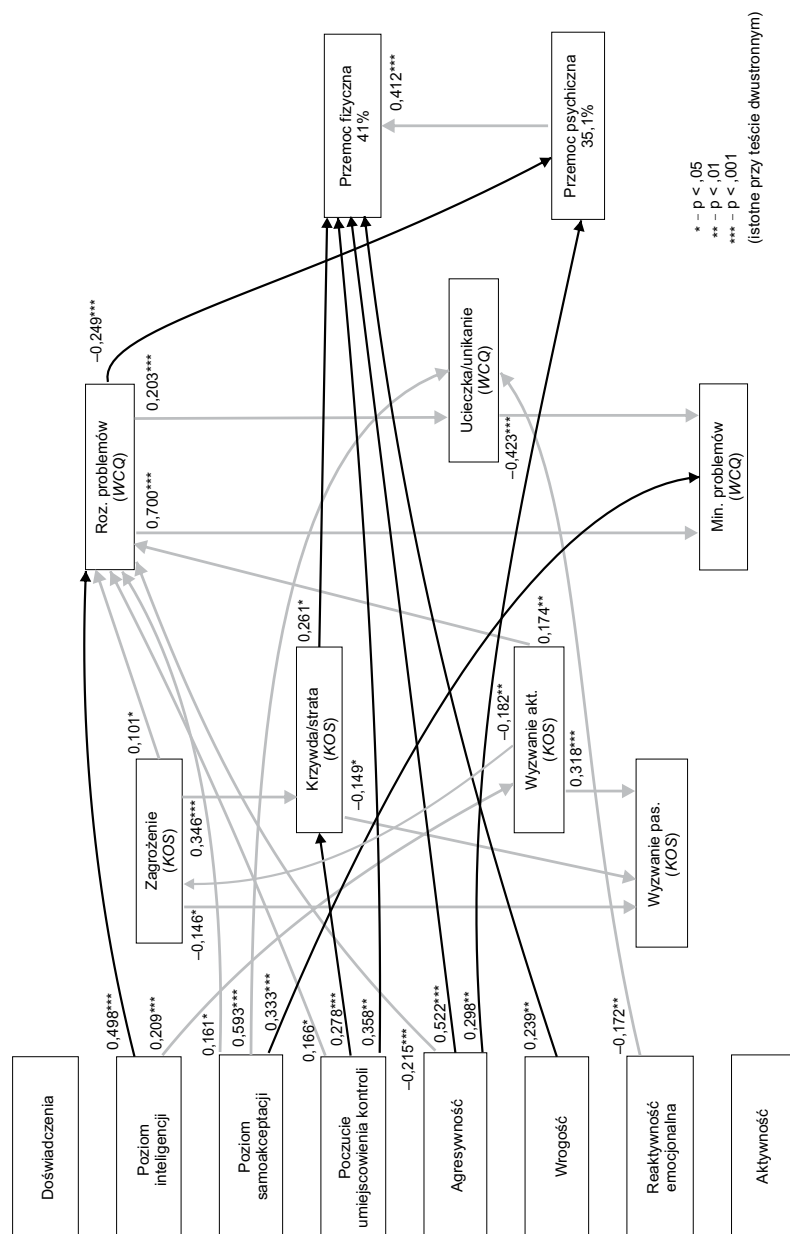 Doświadczenia
Poziom
inteligencji
Poziom
samoakceptacji
Poczucie
umiejscowienia kontroli
Agresywność
Wrogość
Reaktywność
emocjonalna
Aktywność
0,498***
0,209***
0,161*
0,593***
0,333***
0,166*
0,278***
0,358**
–0,215***
0,522***
0,298**
0,239**
–0,172**
Zagrożenie
(KOS)
0,101*
–0,146*
0,346***
Krzywda/strata
(KOS)
0,261*
–0,149*
Wyzwanie akt.
(KOS)
–0,182**
0,174**
0,318***
Wyzwanie pas.
(KOS)
Roz. problemów
(WCQ)
–0,249***
0,203***
0,700***
Ucieczka/unikanie
(WCQ)
–0,423***
Min. problemów
(WCQ)
Przemoc fizyczna
41%
0,412***
Przemoc psychiczna
35,1%
* – p < ,05
** – p < ,01
*** – p < ,001
(istotne przy teście dwustronnym)